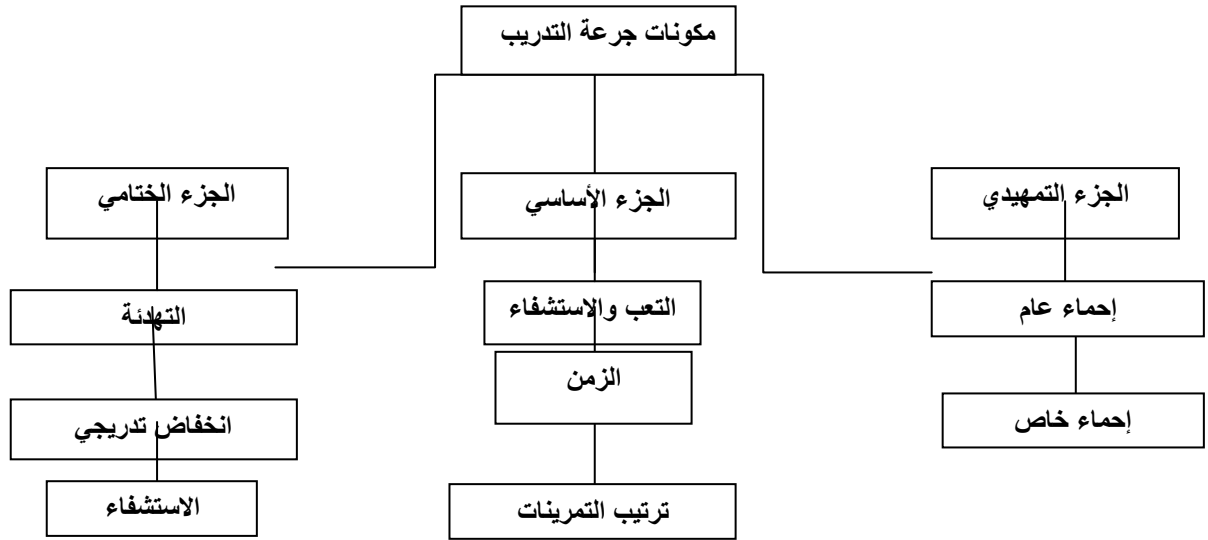 مكونات جرعة التدريب
الجزء التمهيدي
الجزء الأساسي
الجزء الختامي
إحماء عام
التعب والاستشفاء
التهدئة
الزمن
إحماء خاص
انخفاض تدريجي
ترتيب التمرينات
الاستشفاء